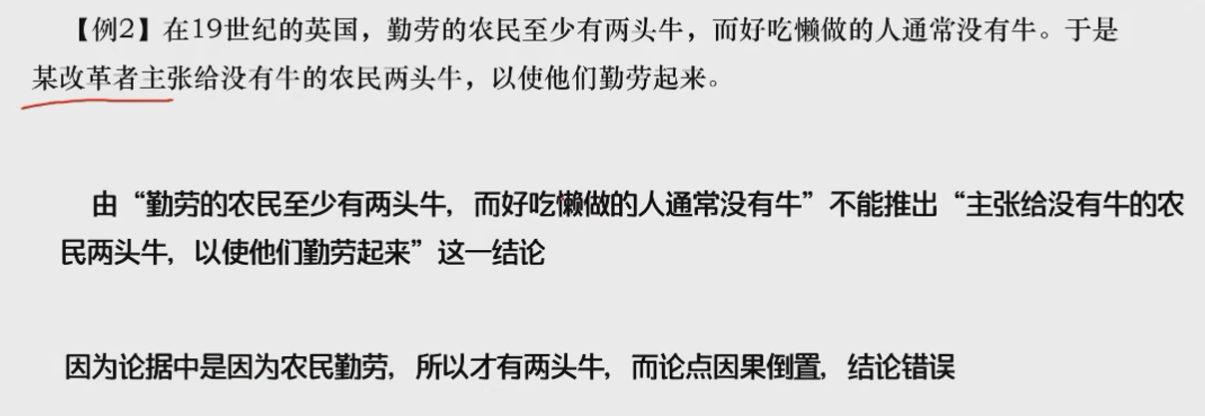 【例2】在19世纪的英国，勤劳的农民至少有两头牛，而好吃懒做的人通常没有牛。于是
某改革者主张给没有牛的农民两头牛，以使他们勤劳起来。
由“勤劳的农民至少有两头牛，而好吃懒做的人通常没有牛”不能推出“主张给没有牛的农
民两头牛，以使他们勤劳起来”这一结论
因为论据中是因为农民勤劳，所以才有两头牛，而论点因果倒置，结论错误